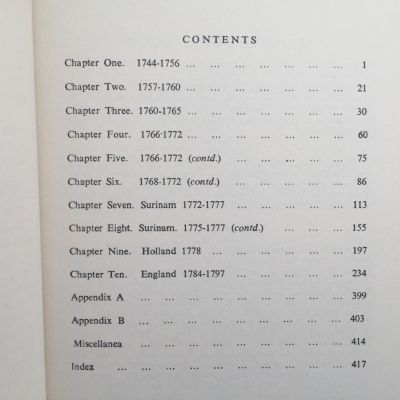 CONTENTS
Chapter One. 1744-1756 ... ... ... ... ... ... ... 1
Chapter Two. 1757-1760 ... ... ... ... ... ... ... 21
Chapter Three. 1760-1765 ... ... ... ... ... ... ... 30
Chapter Four. 1766-1772 ... ... ... ... ... ... ... 60
Chapter Five. 1766-1772 (contd.) ... ... ... ... ... 75
Chapter Six. 1768-1772 (contd.) ... ... ... ... ... 86
Chapter Seven. Surinam 1772-1777 ... ... ... ... ... 113
Chapter Eight. Surinam. 1775-1777 (contd.) ... ... ... 155
Chapter Nine. Holland 1778 ... ... ... ... ... ... 197
Chapter Ten. England 1784-1797 ... ... ... ... ... 234
Appendix A ... ... ... ... ... ... ... ... ... 399
Appendix B ... ... ... ... ... ... ... ... ... 403
Miscellanea ... ... ... ... ... ... ... ... ... 414
Index ... ... ... ... ... ... ... ... ... ... 417